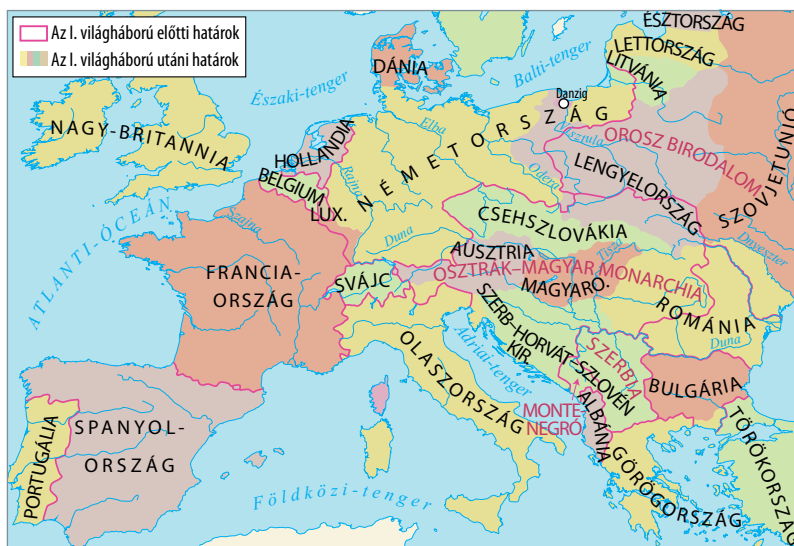 Az I. világháború előtti határok
Az I. világháború utáni határok
ÉSZTORSZÁG
LETTORSZÁG
LITVÁNIA
DÁNIA
Balti-tenger
Északi-tenger
Danzig
NAGY-BRITANNIA
HOLLANDIA
Elba
NÉMETORSZÁG
Visztula
OROSZ BIRODALOM
SZOVJETUNIÓ
BELGIUM
Rajna
Odera
LENGYELORSZÁG
LUX.
ATLANTI-ÓCEÁN
Szajna
CSEHSZLOVÁKIA
Duna
Dnyeszter
AUSZTRIA
Tisza
FRANCIA-
ORSZÁG
SVÁJC
OSZTRÁK–MAGYAR MONARCHIA
MAGYARO.
ROMÁNIA
Duna
OLASZORSZÁG
Adriai-tenger
SZERB–HORVÁT–SZLOVÉN
KIR.
SZERBIA
BULGÁRIA
MONTE-
NEGRÓ
ALBÁNIA
PORTUGÁLIA
SPANYOL-
ORSZÁG
GÖRÖGORSZÁG
TÖRÖKORSZÁG
Földközi-tenger